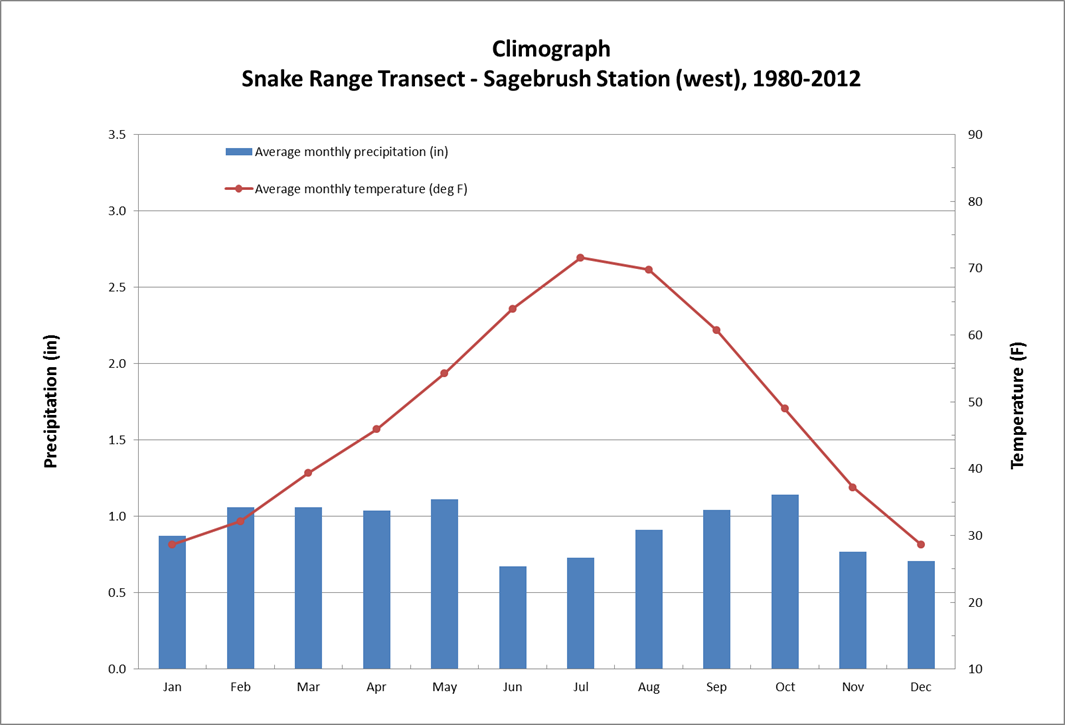 Climograph
Snake Range Transect - Sagebrush Station (west), 1980-2012
Average monthly precipitation (in)
Average monthly temperature (deg F)
Precipitation (in)
3.5
3.0
2.5
2.0
1.5
1.0
0.5
0.0
90
80
70
60
50
40
30
20
10
Temperature (F)
Jan Feb Mar Apr May Jun Jul Aug Sep Oct Nov Dec